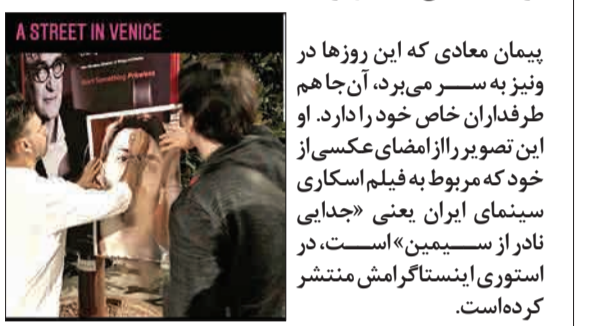 A STREET IN VENICE
پیمان معادی که این روزها در
ونیز به سر می‌برد، آن‌جا هم
طرفداران خاص خود را دارد. او
این تصویر را از امضای عکسی از
خود که مربوط به فیلم اسکاری
سینمای ایران یعنی «جدایی
نادر از سیمین» است، در
استوری اینستاگرامش منتشر
کرده‌است.